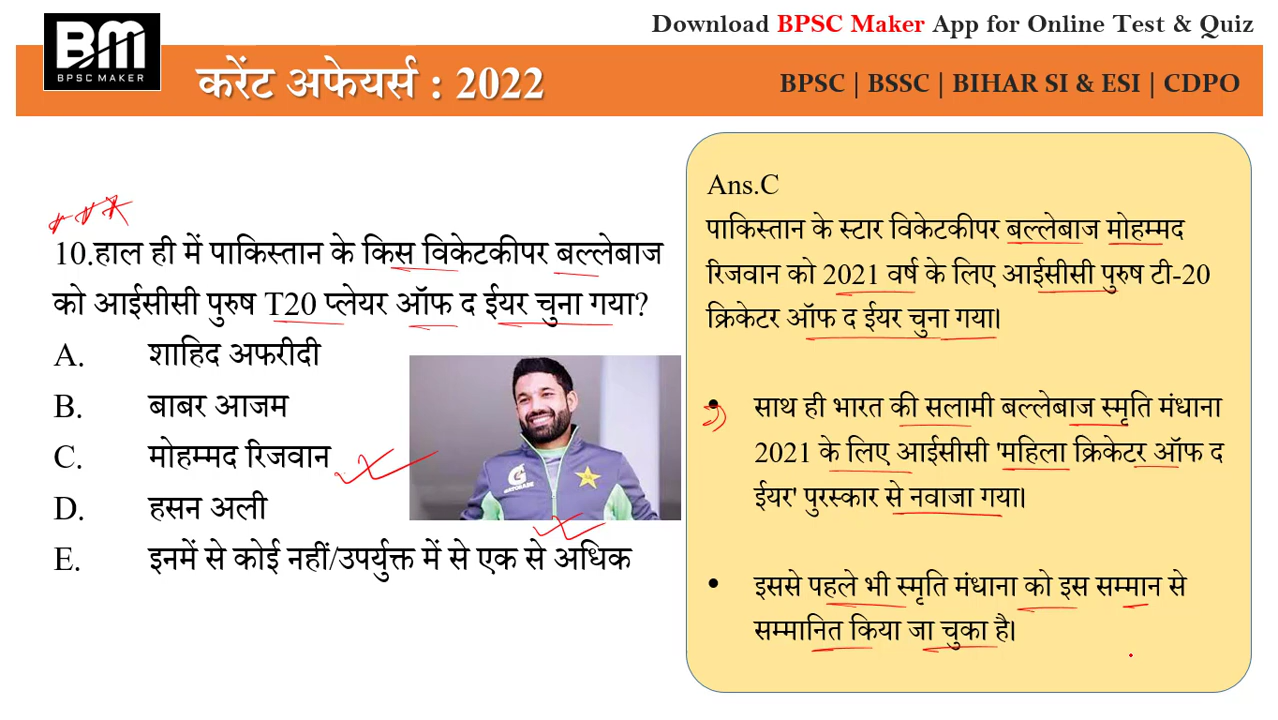 Download BPSC Maker App for Online Test & Quiz
BM
BPSC MAKER
करेंट अफेयर्स : 2022
BPSC | BSSC | BIHAR SI & ESI | CDPO
10.हाल ही में पाकिस्तान के किस विकेटकीपर बल्लेबाज
को आईसीसी पुरुष T20 प्लेयर ऑफ द ईयर चुना गया?
A. शाहिद अफरीदी
B. बाबर आजम
C. मोहम्मद रिजवान
D. हसन अली
E. इनमें से कोई नहीं/उपर्युक्त में से एक से अधिक
G
GATORADE
Ans.C
पाकिस्तान के स्टार विकेटकीपर बल्लेबाज मोहम्मद
रिजवान को 2021 वर्ष के लिए आईसीसी पुरुष टी-20
क्रिकेटर ऑफ द ईयर चुना गया।
• साथ ही भारत की सलामी बल्लेबाज स्मृति मंधाना
2021 के लिए आईसीसी 'महिला क्रिकेटर ऑफ द
ईयर' पुरस्कार से नवाजा गया।
• इससे पहले भी स्मृति मंधाना को इस सम्मान से
सम्मानित किया जा चुका है।